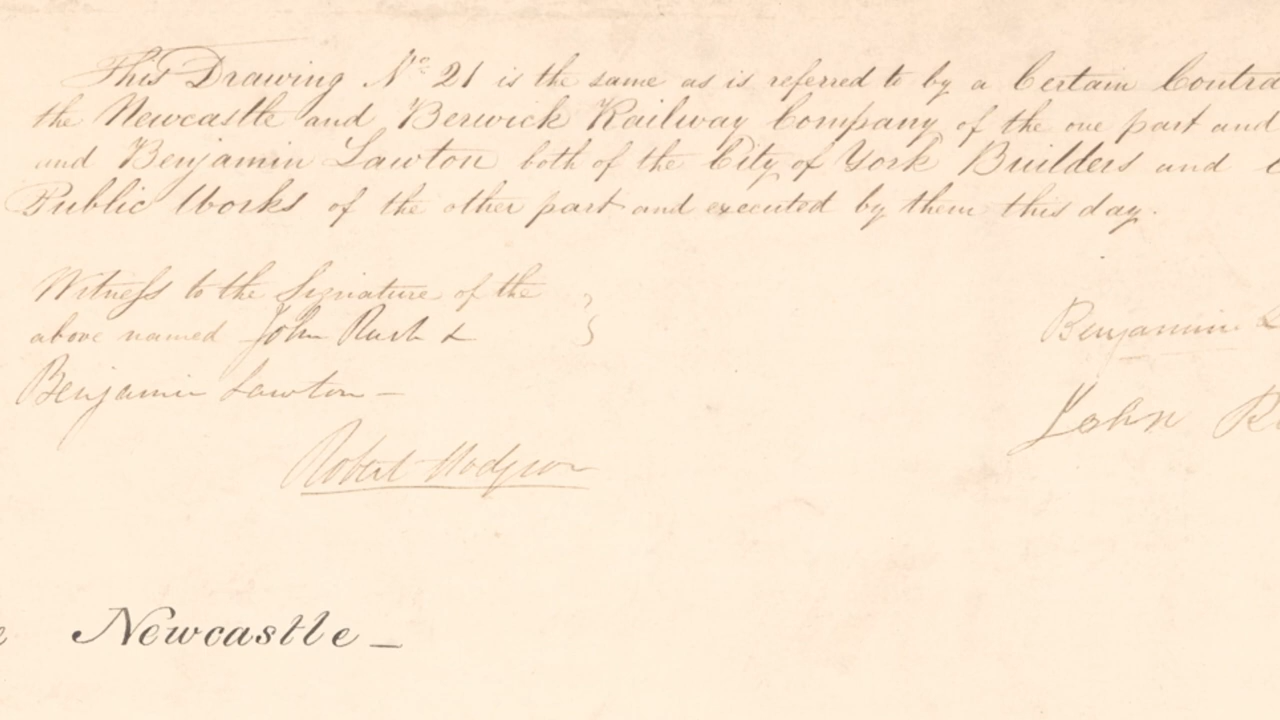 This Drawing No. 21 is the same as is referred to by a Certain Contra
the Newcastle and Berwick Railway Company of the one part and
and Benjamin Lawton both of the City of York Builders and
Public Works of the other part and executed by them this day.
Witness to the Signature of the
above named John Rush &
Benjamin Lawton —
Benjamin
John
Robert Hodgson
Newcastle —